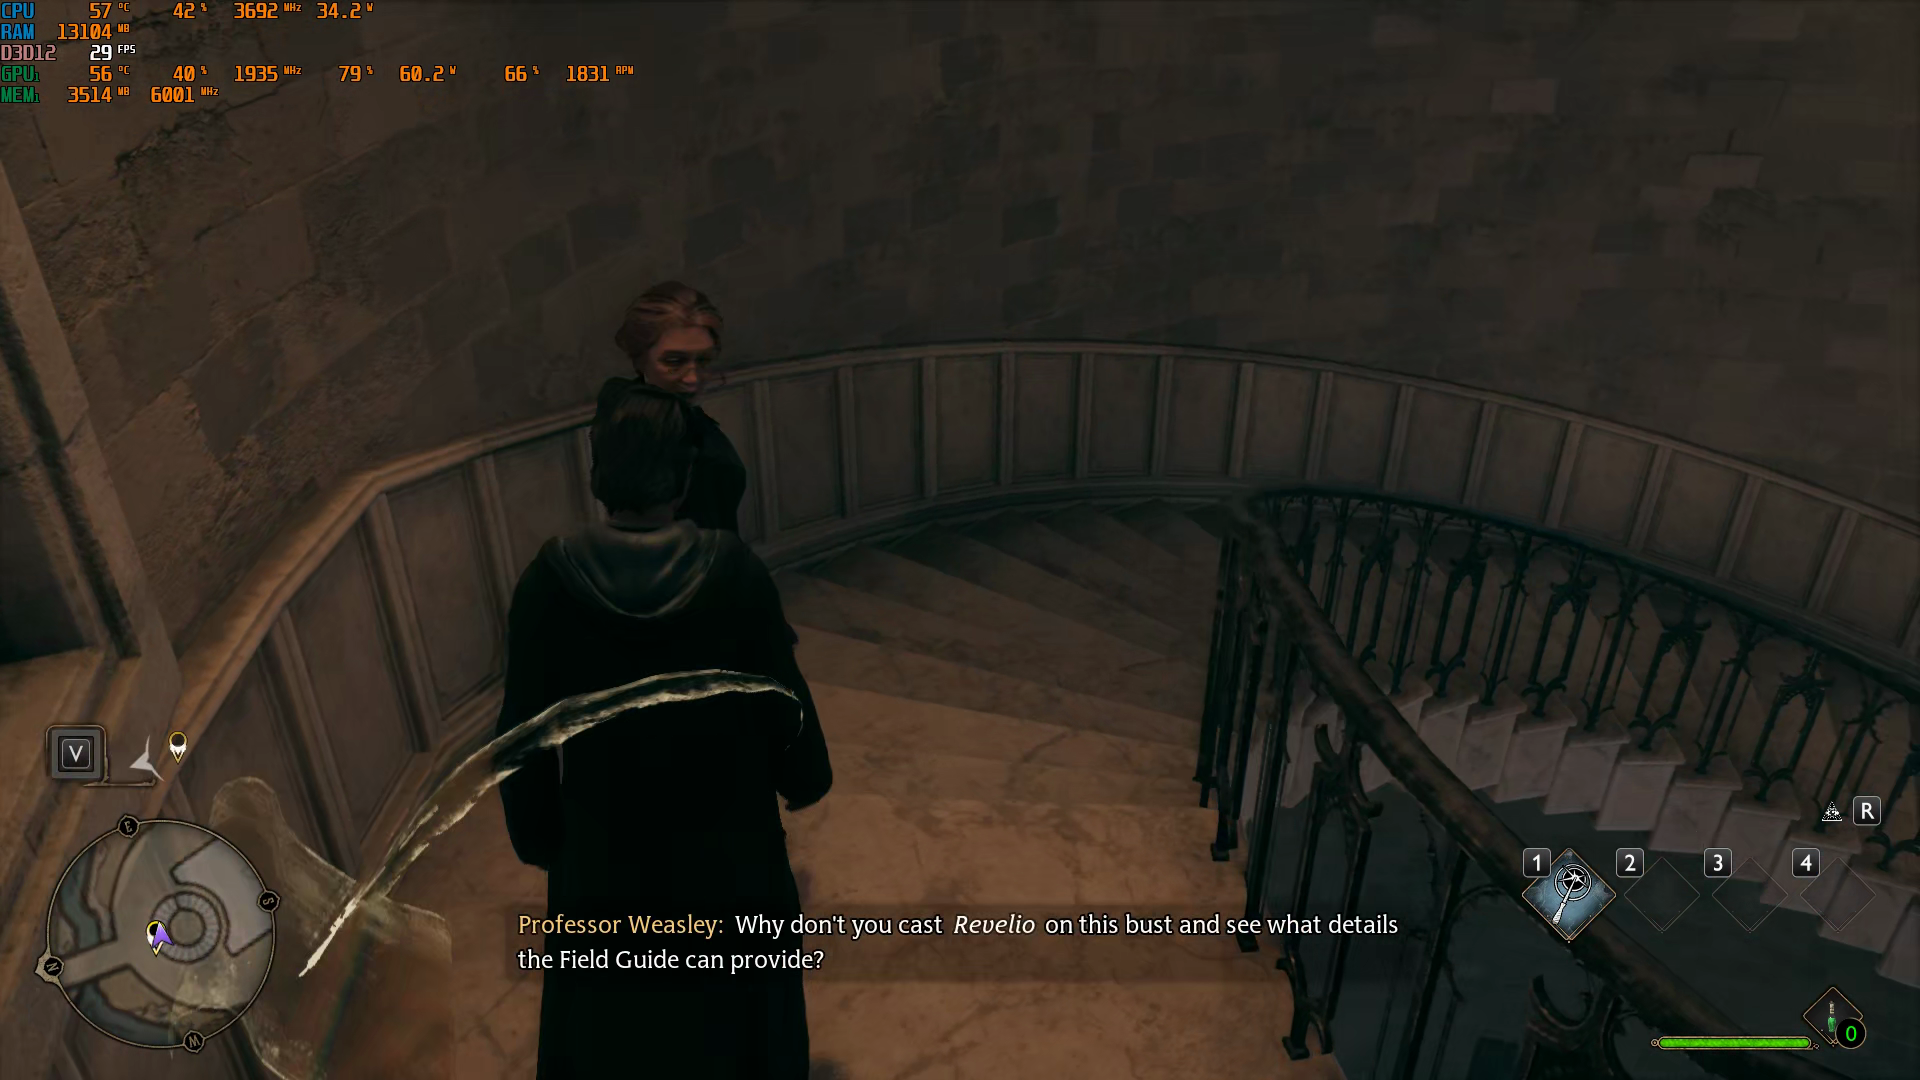 CPU 57 °C 42 % 3692 MHz 34.2 W
RAM 13104 MB
D3D12 29 FPS
GPU1 56 °C 40 % 1935 MHz 79 % 60.2 W 66 % 1831 RPM
MEM1 3514 MB 6001 MHz
V
E
S
N
W
R
1 2 3 4
Professor Weasley: Why don't you cast Revelio on this bust and see what details
the Field Guide can provide?
0